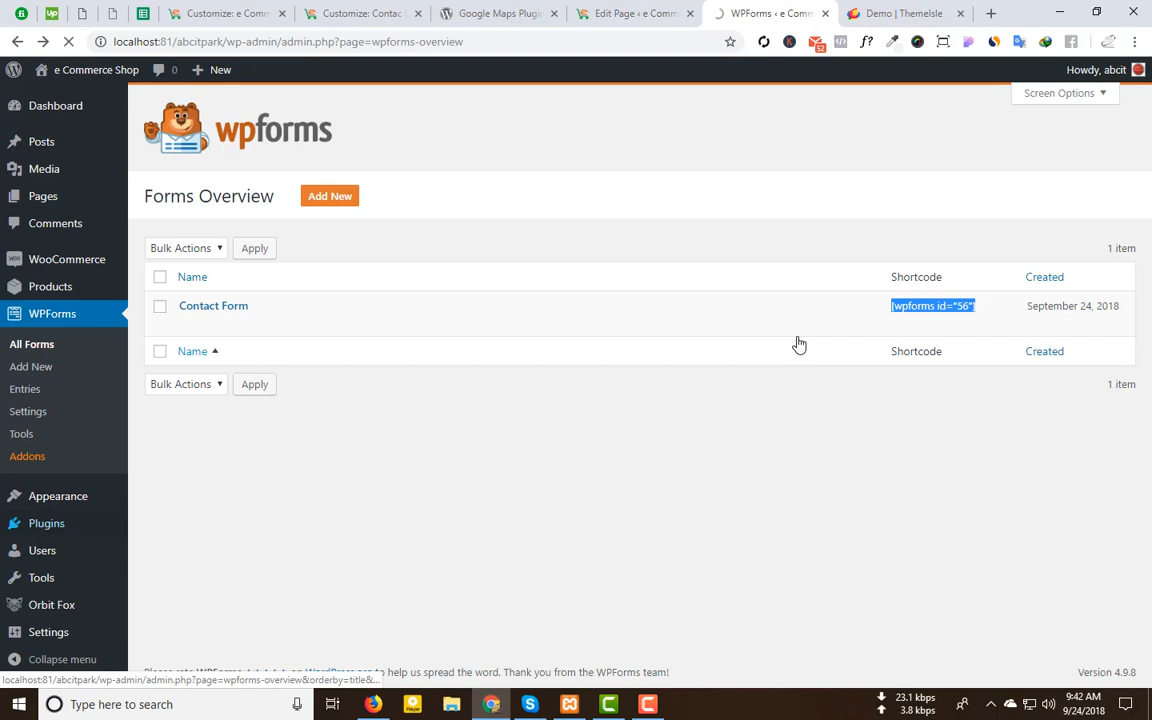 Customize: e Comm
Customize: Contac
Google Maps Plugin
Edit Page ‹ e Comm
WPForms ‹ e Comm
Demo | ThemeIsle
localhost:81/abcitpark/wp-admin/admin.php?page=wpforms-overview
52
f?
e Commerce Shop
0
New
Howdy, abcit
Screen Options
Dashboard
Posts
Media
Pages
Comments
WooCommerce
Products
WPForms
All Forms
Add New
Entries
Settings
Tools
Addons
Appearance
Plugins
Users
Tools
Orbit Fox
Settings
Collapse menu
wpforms
Forms Overview
Add New
Bulk Actions
Apply
1 item
Name
Shortcode
Created
Contact Form
[wpforms id="56"]
September 24, 2018
Name
Shortcode
Created
Bulk Actions
Apply
1 item
to help us spread the word. Thank you from the WPForms team!
Version 4.9.8
localhost:81/abcitpark/wp-admin/admin.php?page=wpforms-overview&orderby=title&...
Type here to search
23.1 kbps
3.8 kbps
9:42 AM
9/24/2018